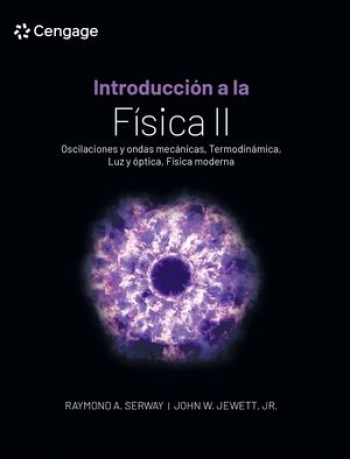 Cengage
Introducción a la
Física II
Oscilaciones y ondas mecánicas, Termodinámica,
Luz y óptica, Física moderna
RAYMOND A. SERWAY | JOHN W. JEWETT, JR.